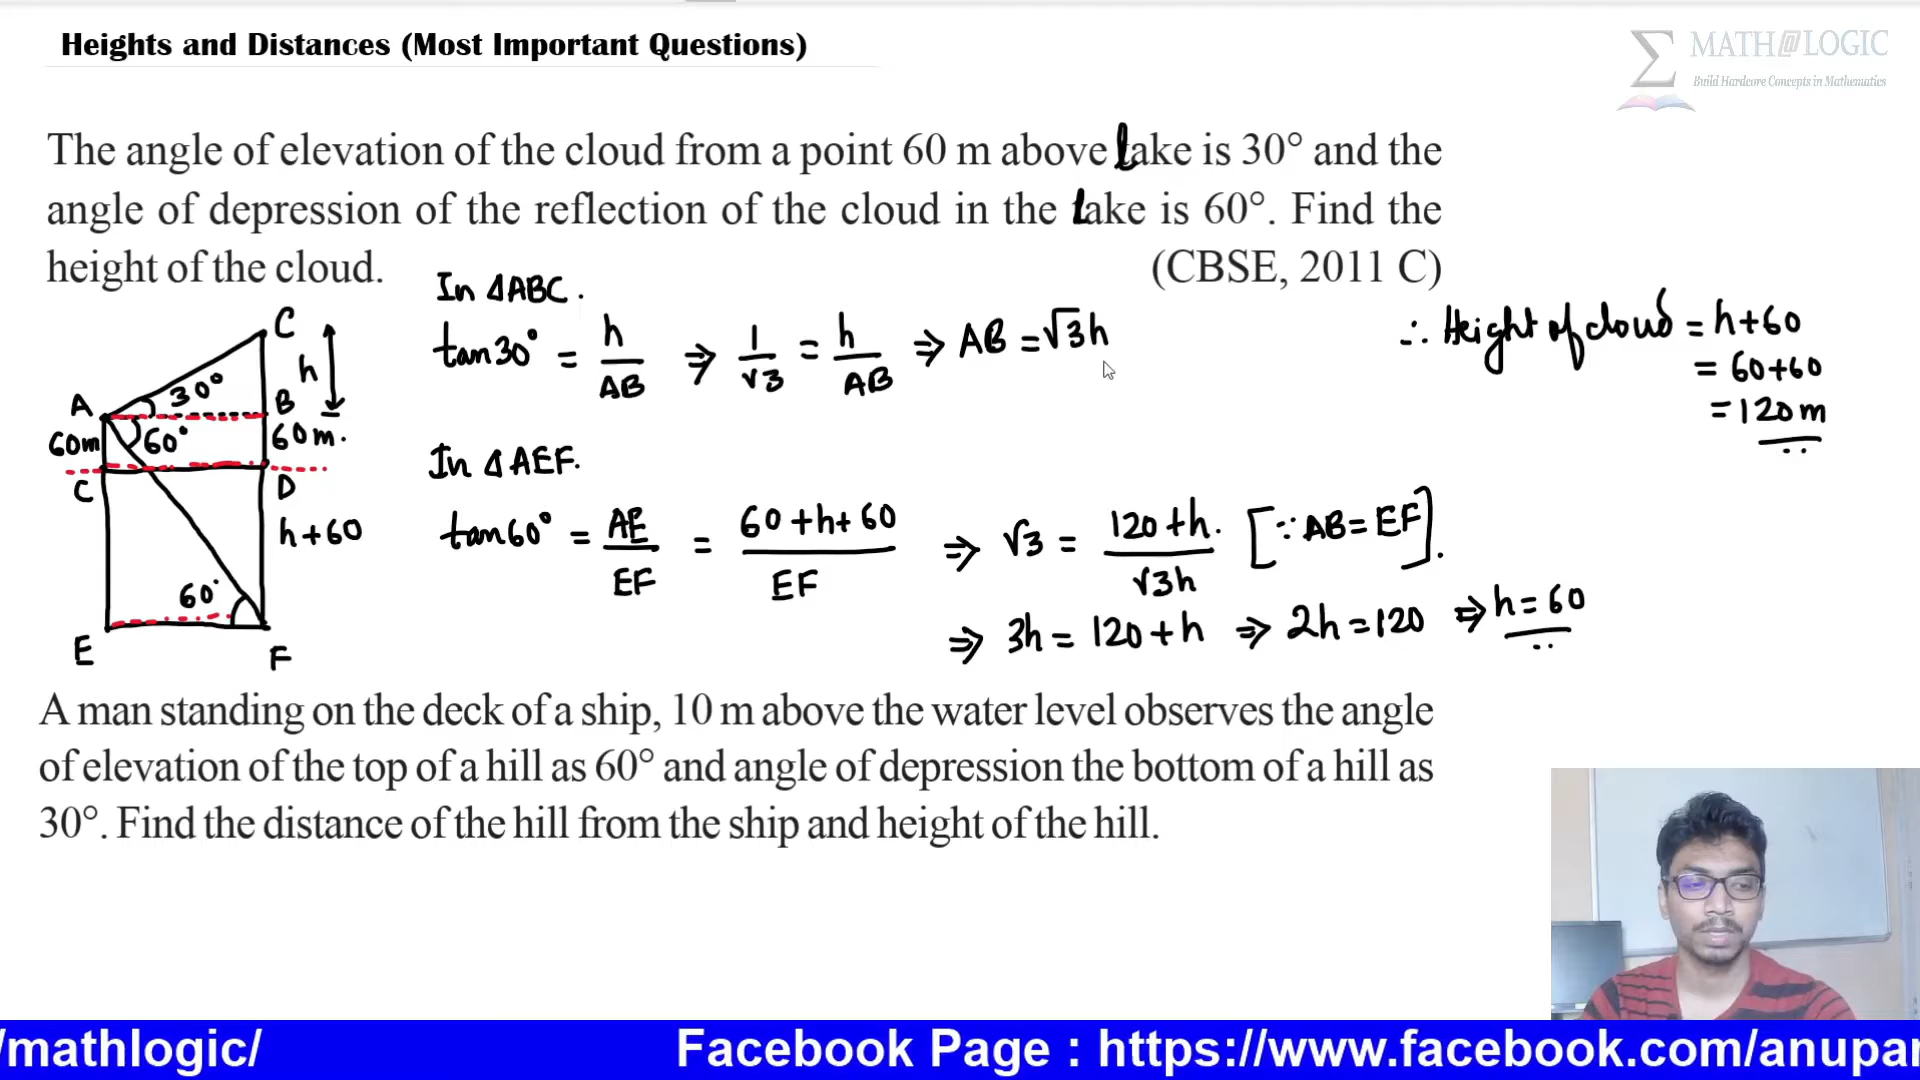 Heights and Distances (Most Important Questions)
MATH@LOGIC
Build Hardcore Concepts in Mathematics
The angle of elevation of the cloud from a point 60 m above lake is 30° and the
angle of depression of the reflection of the cloud in the lake is 60°. Find the
height of the cloud.
(CBSE, 2011 C)
In ΔABC.
tan30° = h/AB ⇒ 1/√3 = h/AB ⇒ AB = √3h
∴ Height of cloud = h+60
= 60+60
= 120 m
C
h
30°
A
B
60m
60°
60m.
C
D
h+60
60°
E
F
In ΔAEF.
tan60° = AE/EF = 60+h+60/EF ⇒ √3 = 120+h./√3h [∵AB=EF].
⇒ 3h = 120+h ⇒ 2h=120 ⇒ h=60
A man standing on the deck of a ship, 10 m above the water level observes the angle
of elevation of the top of a hill as 60° and angle of depression the bottom of a hill as
30°. Find the distance of the hill from the ship and height of the hill.
/mathlogic/
Facebook Page : https://www.facebook.com/anupar